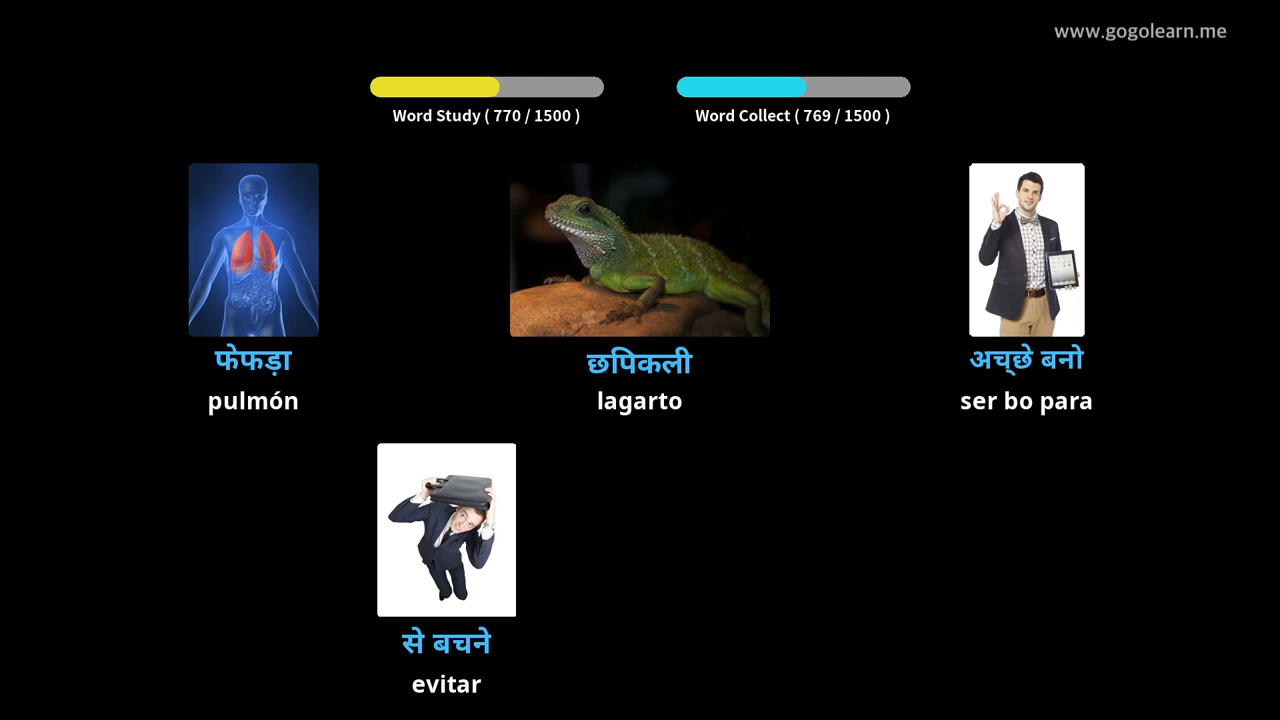 www.gogolearn.me
Word Study ( 770 / 1500 )
Word Collect ( 769 / 1500 )
फेफड़ा
pulmón
छिपकली
lagarto
अच्छे बनो
ser bo para
से बचने
evitar